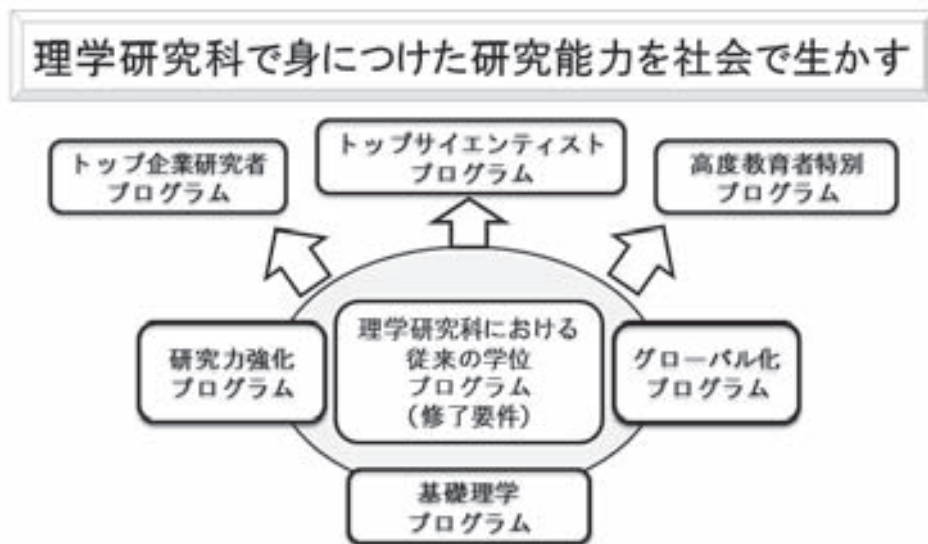 理学研究科で身につけた研究能力を社会で生かす
トップ企業研究者
プログラム
トップサイエンティスト
プログラム
高度教育者特別
プログラム
研究力強化
プログラム
理学研究科における
従来の学位
プログラム
(修了要件)
グローバル化
プログラム
基礎理学
プログラム